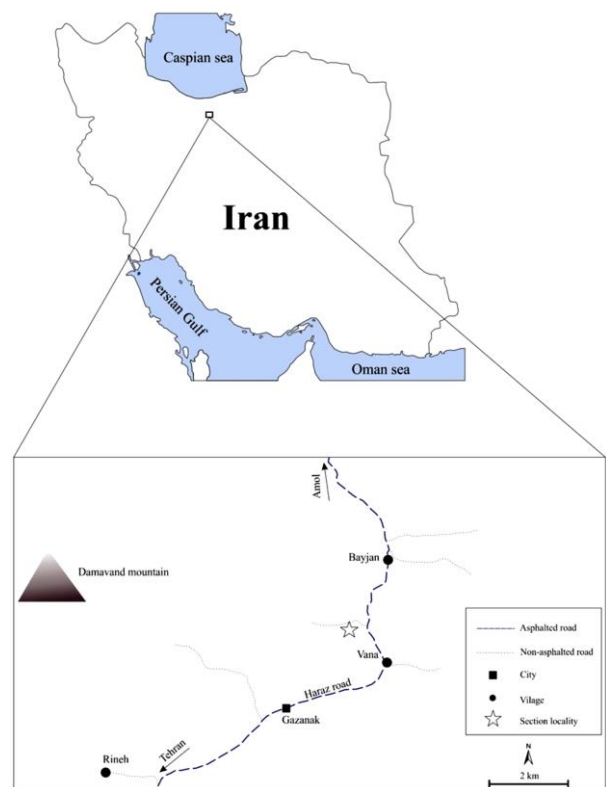 Caspian sea
Iran
Persian Gulf
Oman sea
Amol
Bayjan
Damavand mountain
Vana
Haraz road
Gazanak
Tehran
Rineh
Asphalted road
Non-asphalted road
City
Vilage
Section locality
N
2 km